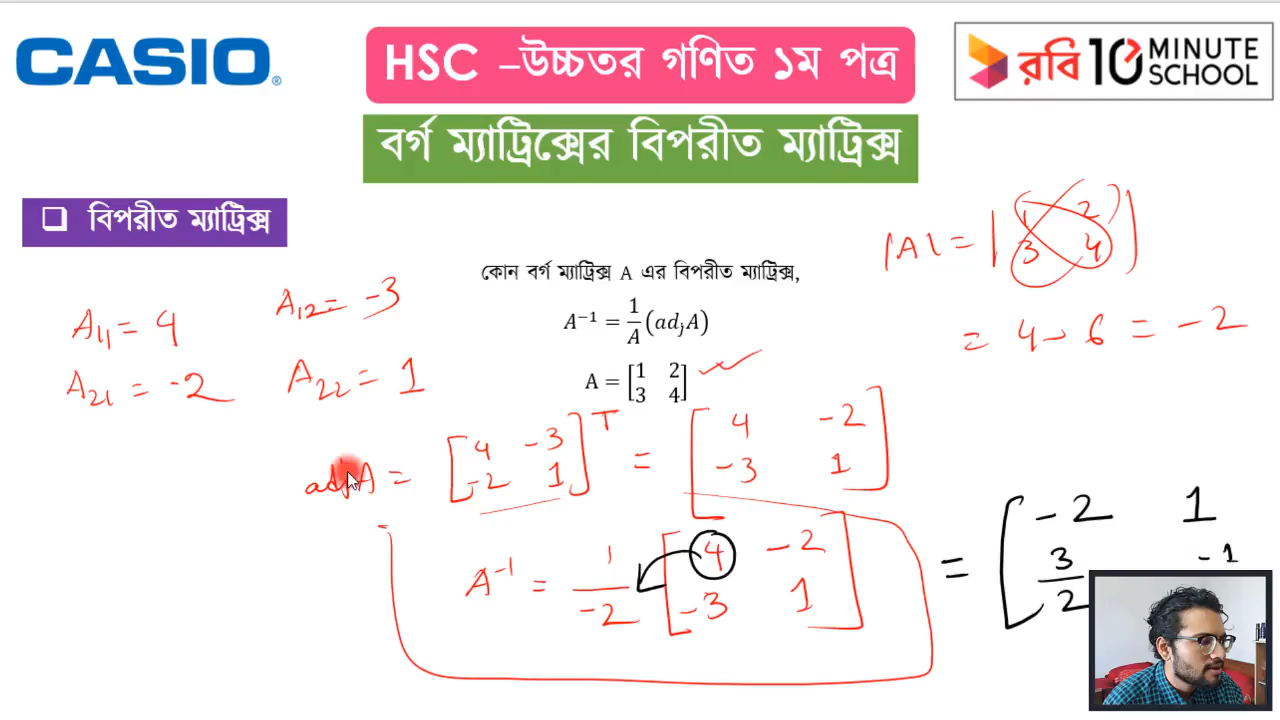 CASIO
HSC –উচ্চতর গণিত ১ম পত্র
রবি 10 MINUTE SCHOOL
বর্গ ম্যাট্রিক্সের বিপরীত ম্যাট্রিক্স
❑ বিপরীত ম্যাট্রিক্স
|A| = | 1 2 |
| 3 4 |
= 4 - 6 = -2
কোন বর্গ ম্যাট্রিক্স A এর বিপরীত ম্যাট্রিক্স,
A⁻¹ = 1/A (adjA)
A = [1 2
3 4]
A₁₁ = 4 A₁₂ = -3
A₂₁ = -2 A₂₂ = 1
adjA = [4 -3
-2 1]ᵀ = [4 -2
-3 1]
A⁻¹ = 1/-2 [4 -2
-3 1]
= [-2 1
3/2 -1